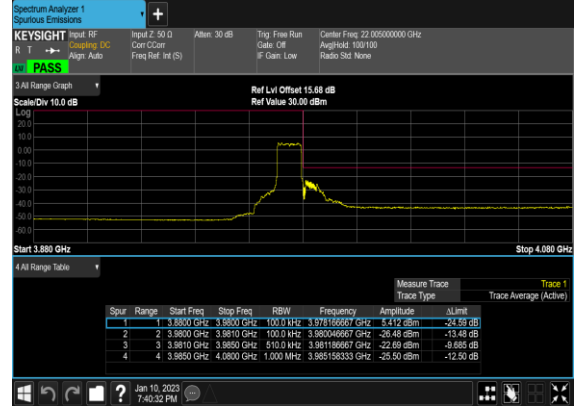 Spectrum Analyzer 1
Spurious Emissions
KEYSIGHT Input: RF Input Z: 50 Ω Atten: 30 dB Trig: Free Run Center Freq: 22.005000000 GHz
R T Coupling: DC Corr CCorr Gate: Off Avg|Hold: 100/100
Align: Auto Freq Ref: Int (S) IF Gain: Low Radio Std: None
PASS
3 All Range Graph
Ref Lvl Offset 15.68 dB
Scale/Div 10.0 dB Ref Value 30.00 dBm
Log
20.0
10.0
0.00
-10.0
-20.0
-30.0
-40.0
-50.0
-60.0
Start 3.880 GHz Stop 4.080 GHz
4 All Range Table
Measure Trace Trace 1
Trace Type Trace Average (Active)
Spur Range Start Freq Stop Freq RBW Frequency Amplitude ΔLimit
1 1 3.8800 GHz 3.9800 GHz 100.0 kHz 3.978166667 GHz 5.412 dBm -24.59 dB
2 2 3.9800 GHz 3.9810 GHz 100.0 kHz 3.980046667 GHz -26.48 dBm -13.48 dB
3 3 3.9810 GHz 3.9850 GHz 510.0 kHz 3.981186667 GHz -22.69 dBm -9.685 dB
4 4 3.9850 GHz 4.0800 GHz 1.000 MHz 3.985158333 GHz -25.50 dBm -12.50 dB
? Jan 10, 2023
7:40:32 PM